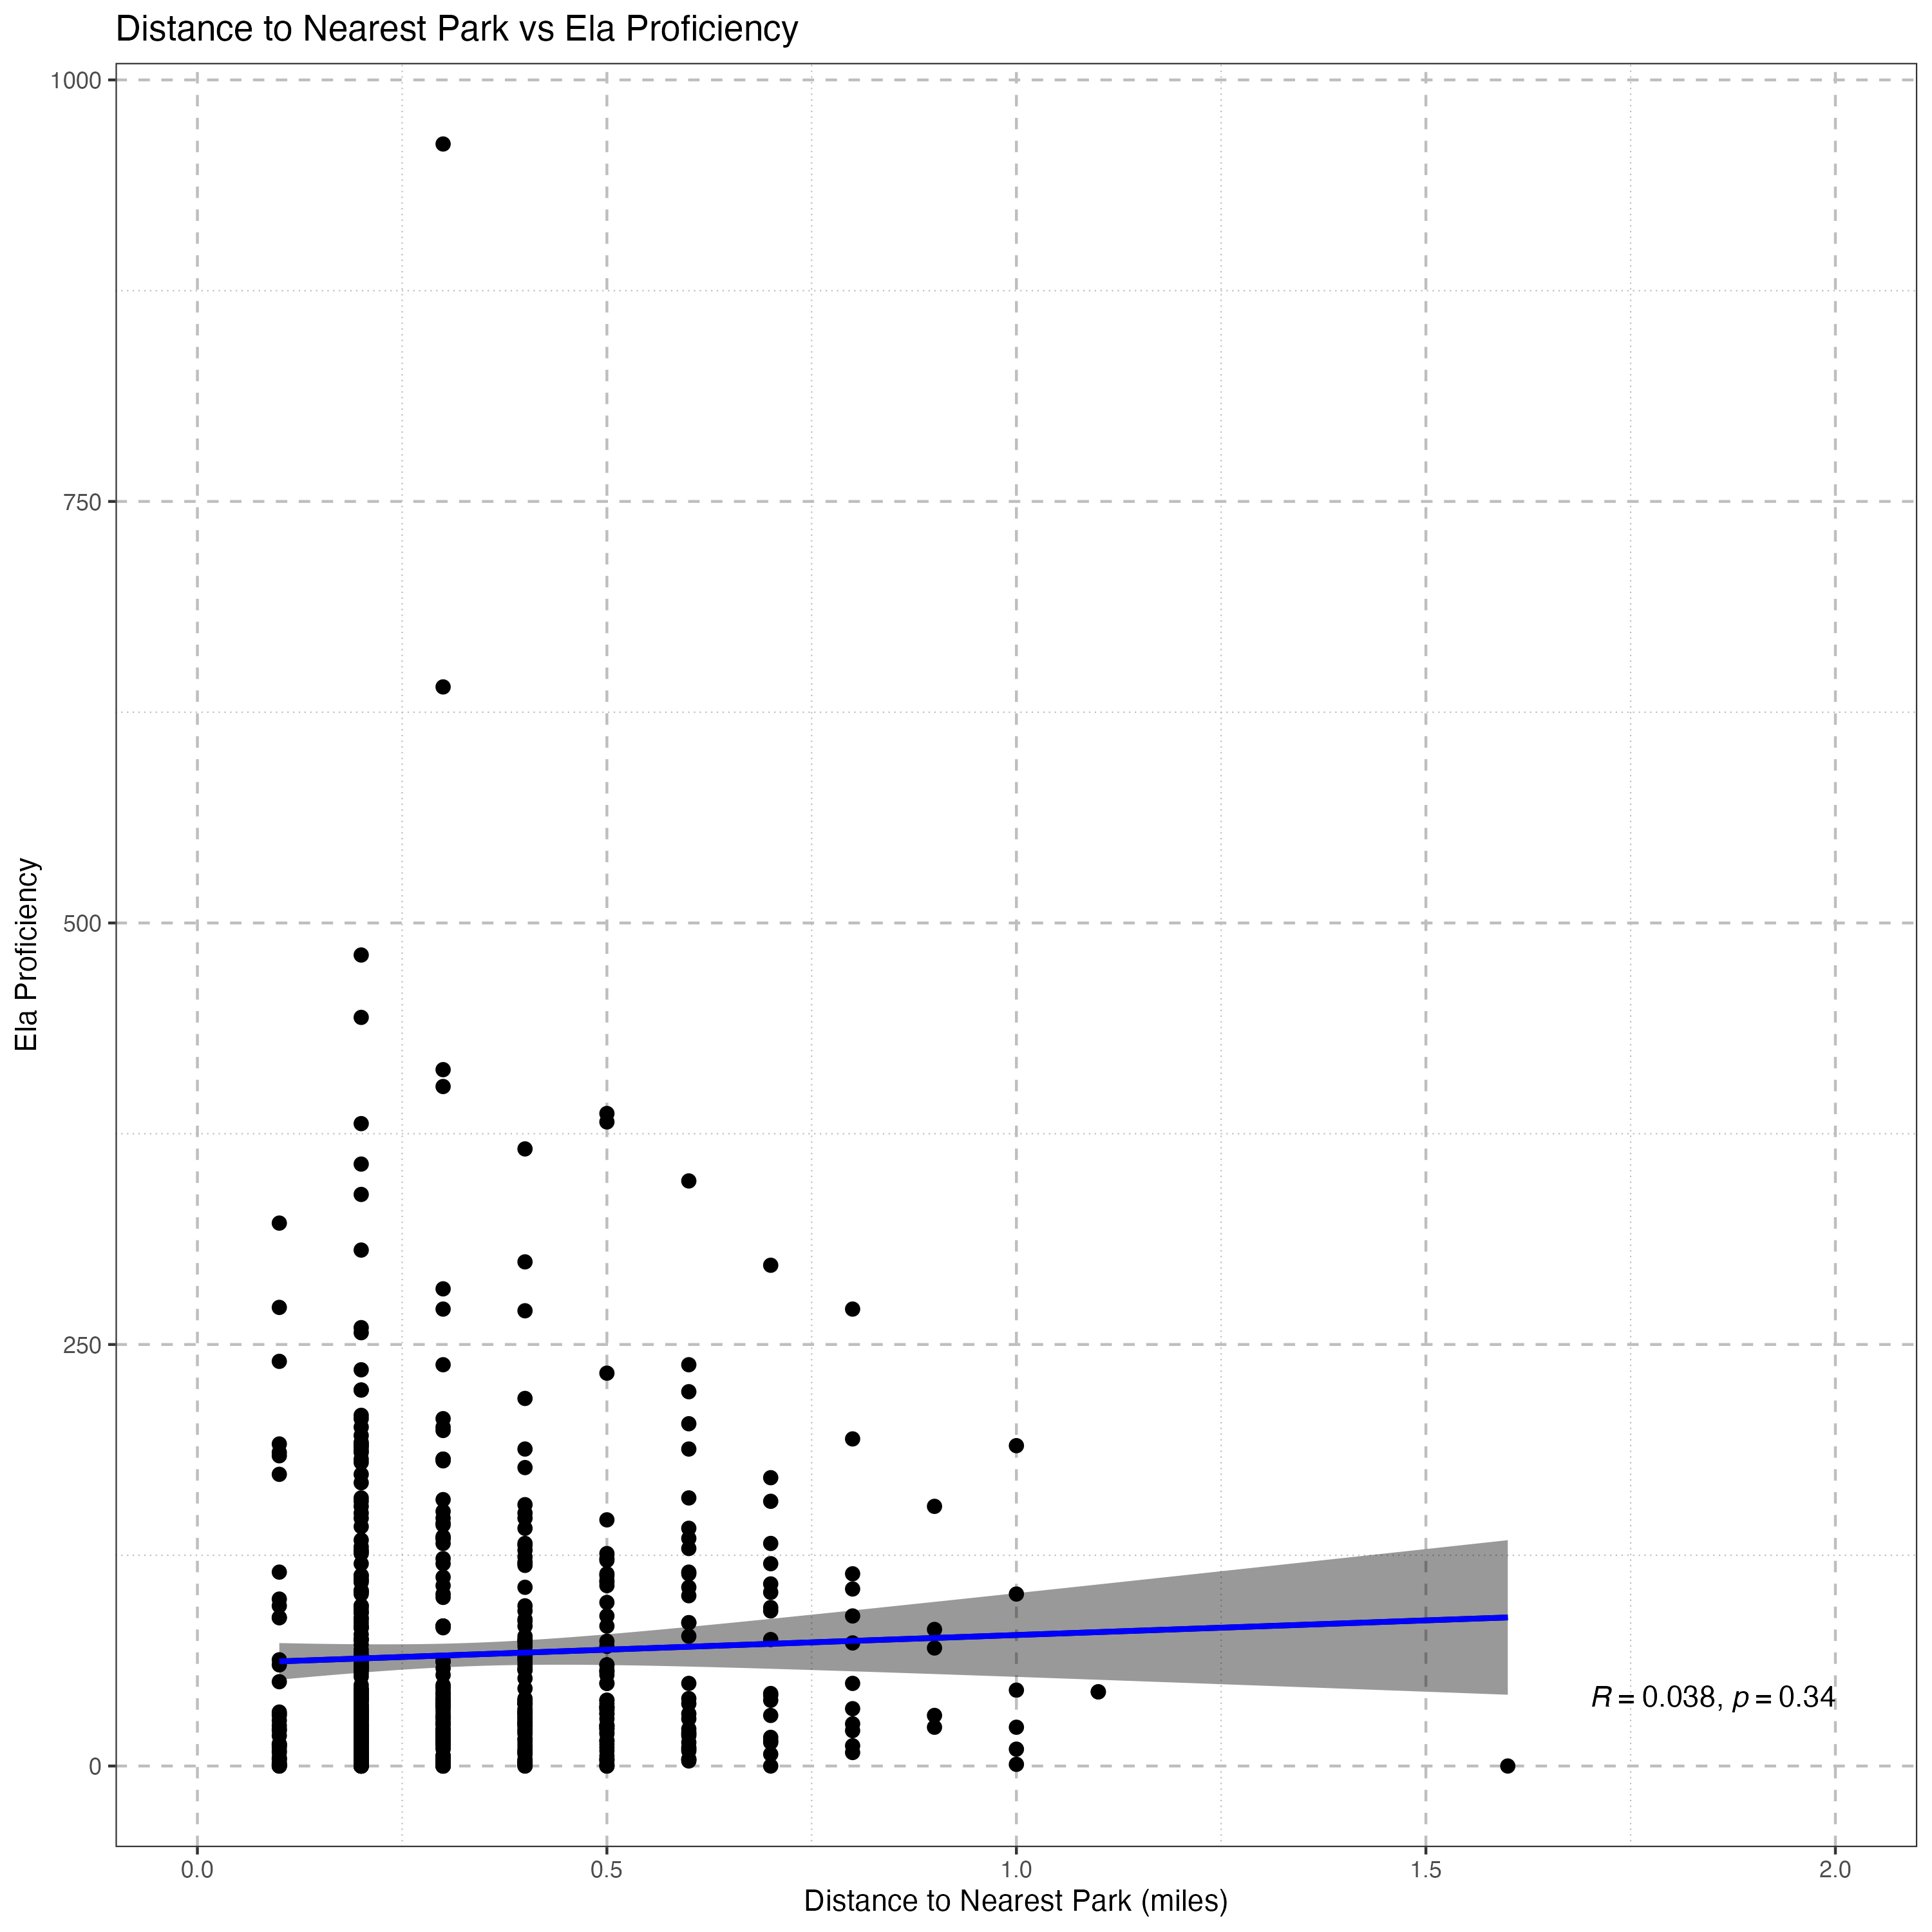 Distance to Nearest Park vs Ela Proficiency
1000
750
500
250
0
Ela Proficiency
R = 0.038, p = 0.34
0.0
0.5
1.0
1.5
2.0
Distance to Nearest Park (miles)